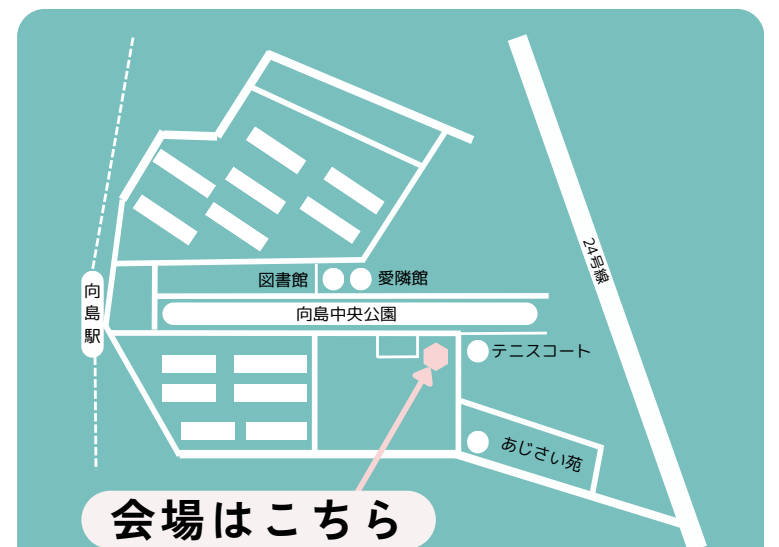 24号線
図書館
愛隣館
向島駅
向島中央公園
テニスコート
あじさい苑
会場はこちら